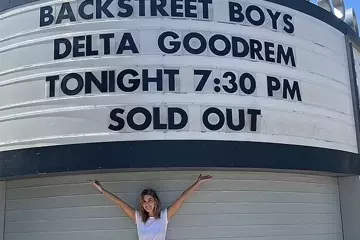 BACKSTREET BOYS
DELTA GOODREM
TONIGHT 7:30 PM
SOLD OUT